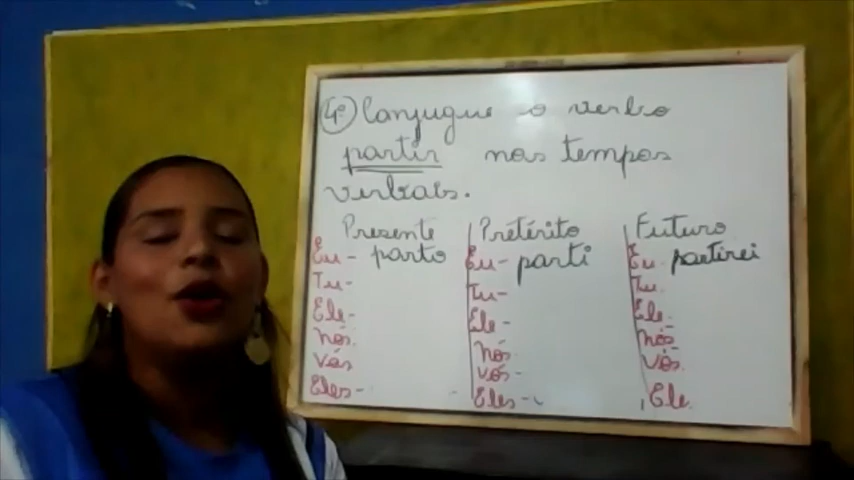 4º Conjugue o verbo
partir nos tempos
verbais.
Presente Pretérito Futuro
Eu - parto Eu - parti Eu partirei
Tu - Tu - Tu.
Ele - Ele - Ele -
nós. nós nós
vós vós - vós.
Eles - Eles - Ele.